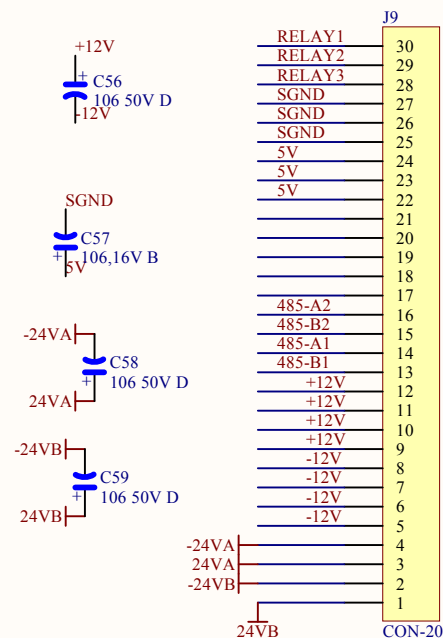 J9
RELAY1 30
RELAY2 29
RELAY3 28
SGND 27
SGND 26
SGND 25
5V 24
5V 23
5V 22
21
20
19
18
17
485-A2 16
485-B2 15
485-A1 14
485-B1 13
+12V 12
+12V 11
+12V 10
+12V 9
-12V 8
-12V 7
-12V 6
-12V 5
-24VA 4
24VA 3
-24VB 2
1
24VB
CON-20
+12V
+
C56
106 50V D
-12V
SGND
C57
106,16V B
+
5V
-24VA
C58
106 50V D
+
24VA
-24VB
C59
106 50V D
+
24VB